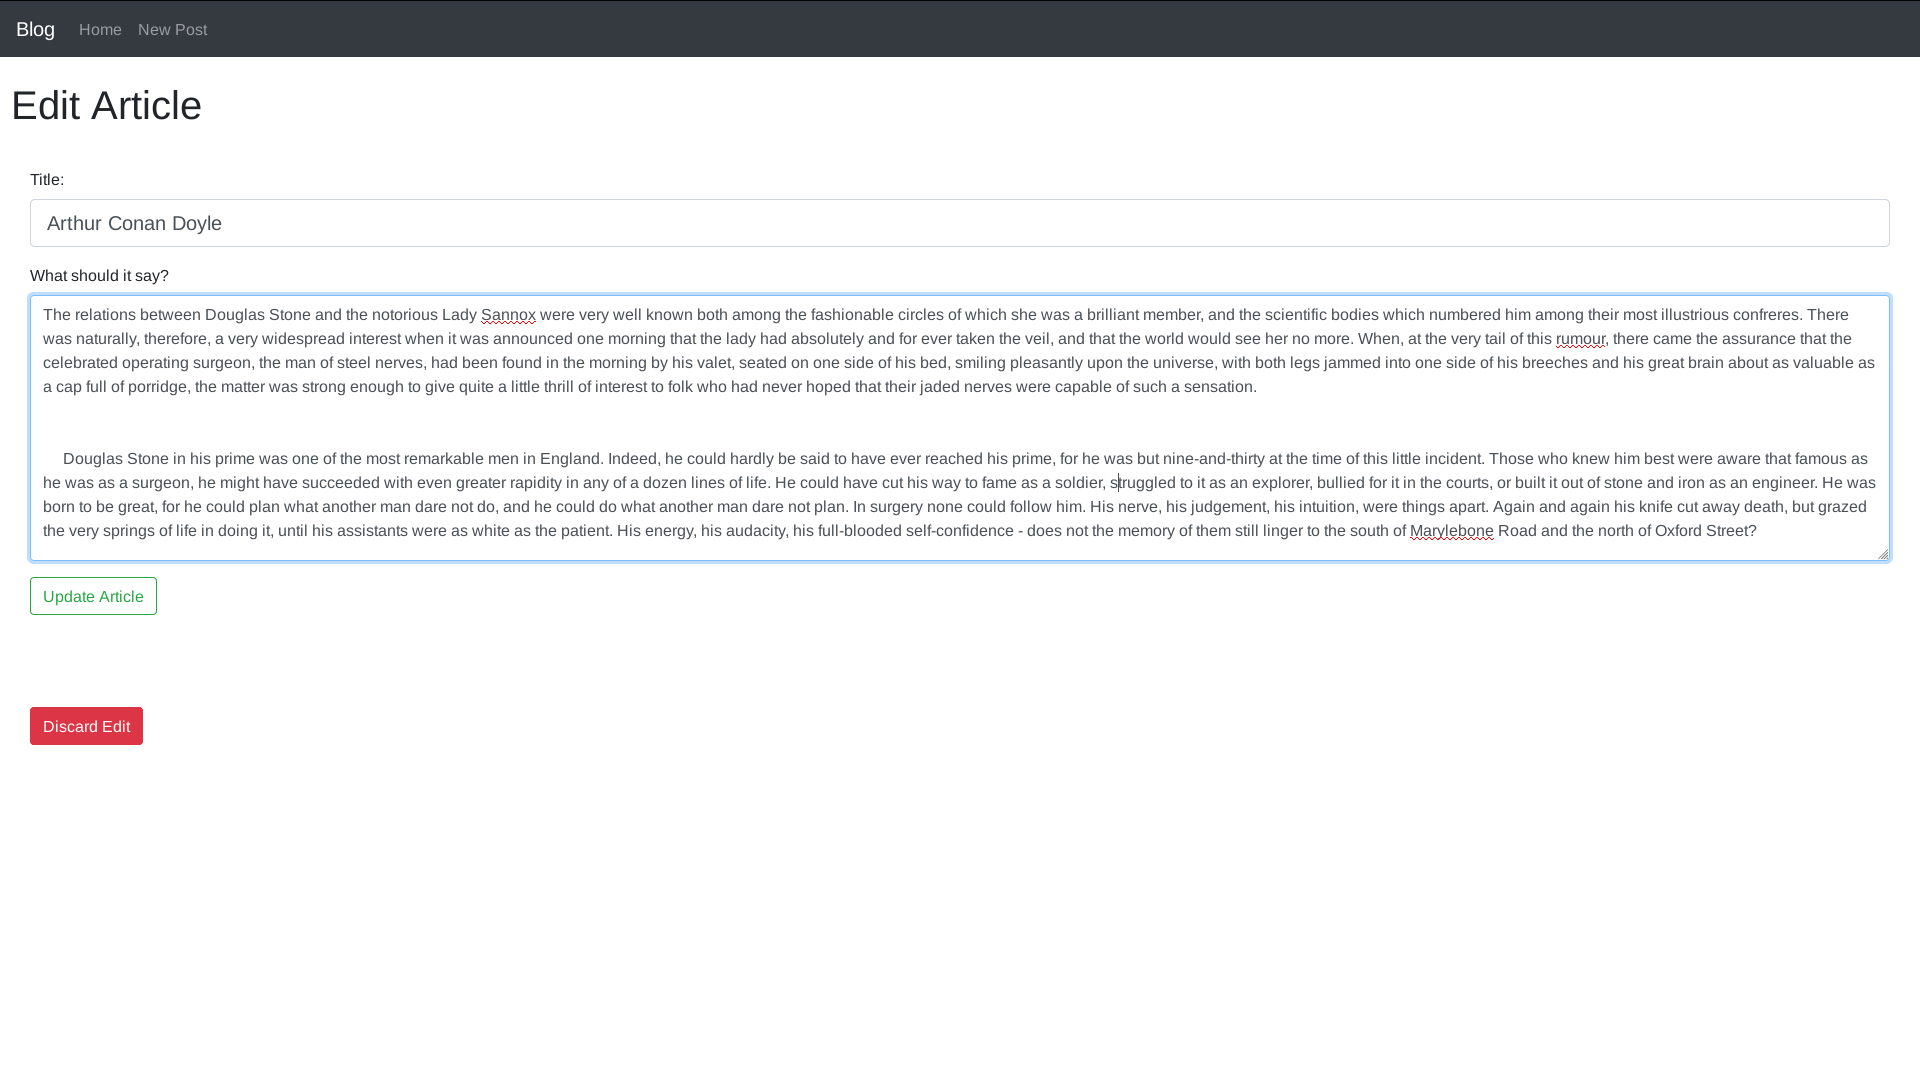 Blog Home New Post
Edit Article
Title:
Arthur Conan Doyle
What should it say?
The relations between Douglas Stone and the notorious Lady Sannox were very well known both among the fashionable circles of which she was a brilliant member, and the scientific bodies which numbered him among their most illustrious confreres. There
was naturally, therefore, a very widespread interest when it was announced one morning that the lady had absolutely and for ever taken the veil, and that the world would see her no more. When, at the very tail of this rumour, there came the assurance that the
celebrated operating surgeon, the man of steel nerves, had been found in the morning by his valet, seated on one side of his bed, smiling pleasantly upon the universe, with both legs jammed into one side of his breeches and his great brain about as valuable as
a cap full of porridge, the matter was strong enough to give quite a little thrill of interest to folk who had never hoped that their jaded nerves were capable of such a sensation.
Douglas Stone in his prime was one of the most remarkable men in England. Indeed, he could hardly be said to have ever reached his prime, for he was but nine-and-thirty at the time of this little incident. Those who knew him best were aware that famous as
he was as a surgeon, he might have succeeded with even greater rapidity in any of a dozen lines of life. He could have cut his way to fame as a soldier, struggled to it as an explorer, bullied for it in the courts, or built it out of stone and iron as an engineer. He was
born to be great, for he could plan what another man dare not do, and he could do what another man dare not plan. In surgery none could follow him. His nerve, his judgement, his intuition, were things apart. Again and again his knife cut away death, but grazed
the very springs of life in doing it, until his assistants were as white as the patient. His energy, his audacity, his full-blooded self-confidence - does not the memory of them still linger to the south of Marylebone Road and the north of Oxford Street?
Update Article
Discard Edit